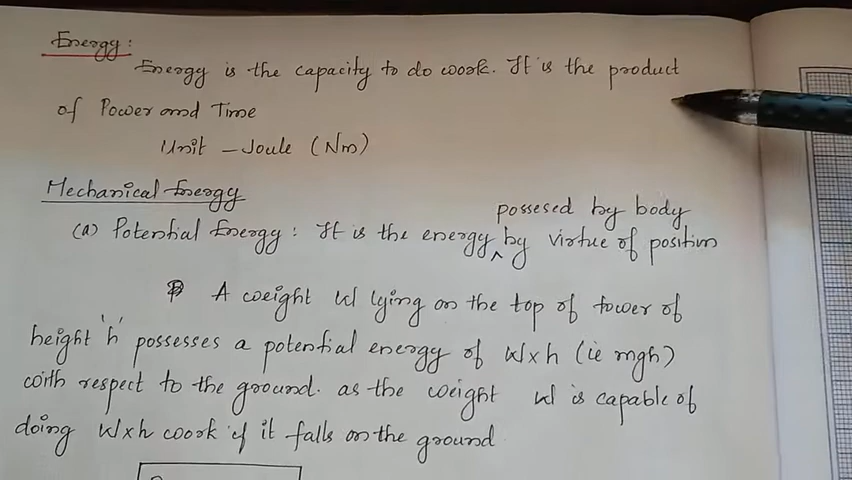 Energy:
Energy is the capacity to do work. It is the product
of Power and Time
Unit - Joule (Nm)
Mechanical Energy
possesed by body
(a) Potential Energy: It is the energy ^ by virtue of position
A weight W lying on the top of tower of
height 'h' possesses a potential energy of W×h (ie mgh)
with respect to the ground. as the weight W is capable of
doing W×h work if it falls on the ground.